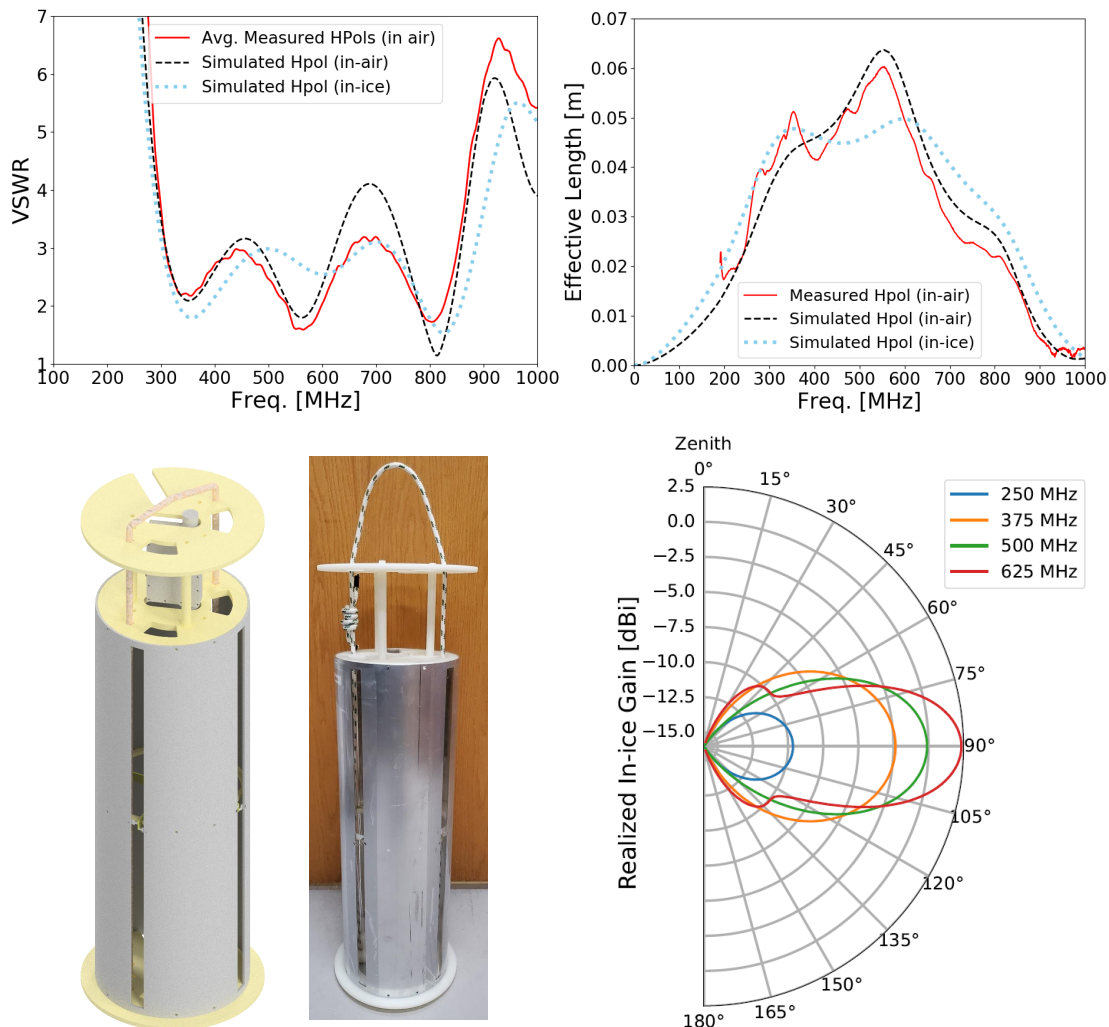 7
6
5
4
3
2
1
VSWR
Avg. Measured HPols (in air)
Simulated Hpol (in-air)
Simulated Hpol (in-ice)
100 200 300 400 500 600 700 800 900 1000
Freq. [MHz]
0.07
0.06
0.05
0.04
0.03
0.02
0.01
0.00
Effective Length [m]
Measured Hpol (in-air)
Simulated Hpol (in-air)
Simulated Hpol (in-ice)
0 100 200 300 400 500 600 700 800 900 1000
Freq. [MHz]
Zenith
0°
15°
30°
45°
60°
75°
90°
105°
120°
135°
150°
165°
180°
2.5
0.0
−2.5
−5.0
−7.5
−10.0
−12.5
−15.0
Realized In-ice Gain [dBi]
250 MHz
375 MHz
500 MHz
625 MHz